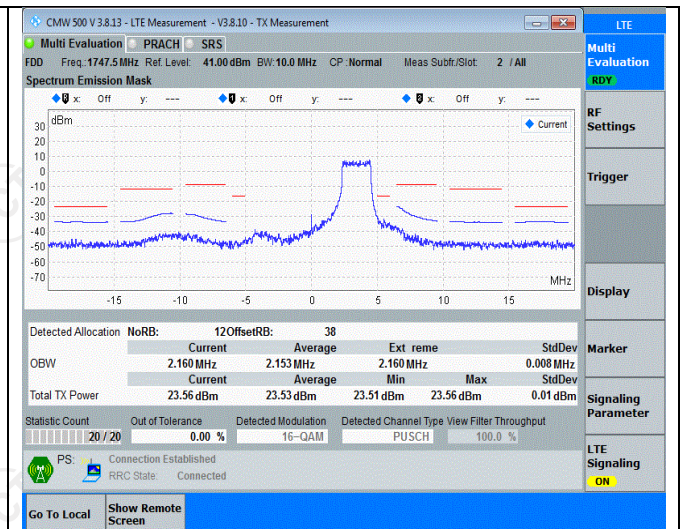 CMW 500 V 3.8.13 - LTE Measurement - V3.8.10 - TX Measurement
LTE
Multi Evaluation PRACH SRS
Multi Evaluation
RDY
FDD Freq.:1747.5 MHz Ref. Level: 41.00 dBm BW:10.0 MHz CP :Normal Meas Subfr./Slot: 2 / All
Spectrum Emission Mask
x: Off y: --- x: Off y: --- x: Off y: ---
dBm
Current
30
20
10
0
-10
-20
-30
-40
-50
-60
-70
MHz
-15 -10 -5 0 5 10 15
RF Settings
Trigger
Display
Marker
Signaling Parameter
LTE Signaling
ON
Detected Allocation NoRB: 12OffsetRB: 38
Current Average Ext reme StdDev
OBW 2.160 MHz 2.153 MHz 2.160 MHz 0.008 MHz
Current Average Min Max StdDev
Total TX Power 23.56 dBm 23.53 dBm 23.51 dBm 23.56 dBm 0.01 dBm
Statistic Count Out of Tolerance Detected Modulation Detected Channel Type View Filter Throughput
20 / 20 0.00 % 16-QAM PUSCH 100.0 %
PS: Connection Established
RRC State: Connected
Go To Local
Show Remote Screen